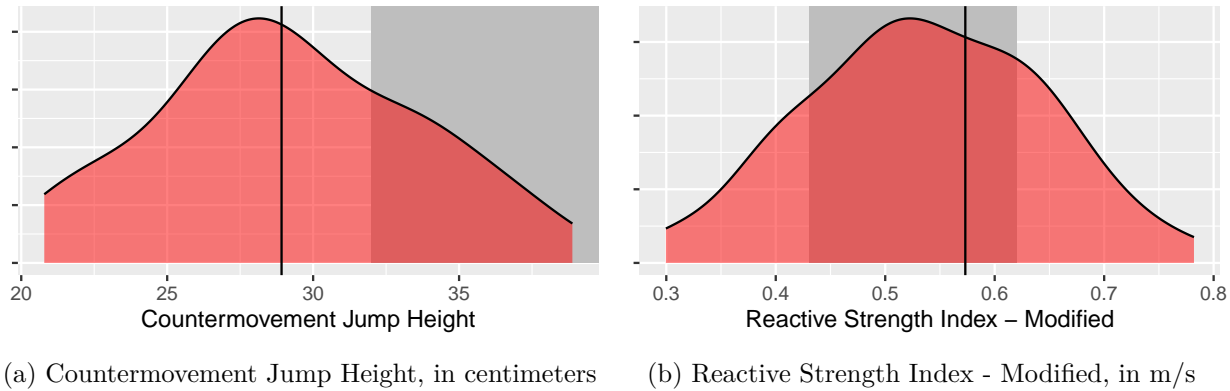 20 25 30 35
Countermovement Jump Height
(a) Countermovement Jump Height, in centimeters
0.3 0.4 0.5 0.6 0.7 0.8
Reactive Strength Index – Modified
(b) Reactive Strength Index - Modified, in m/s